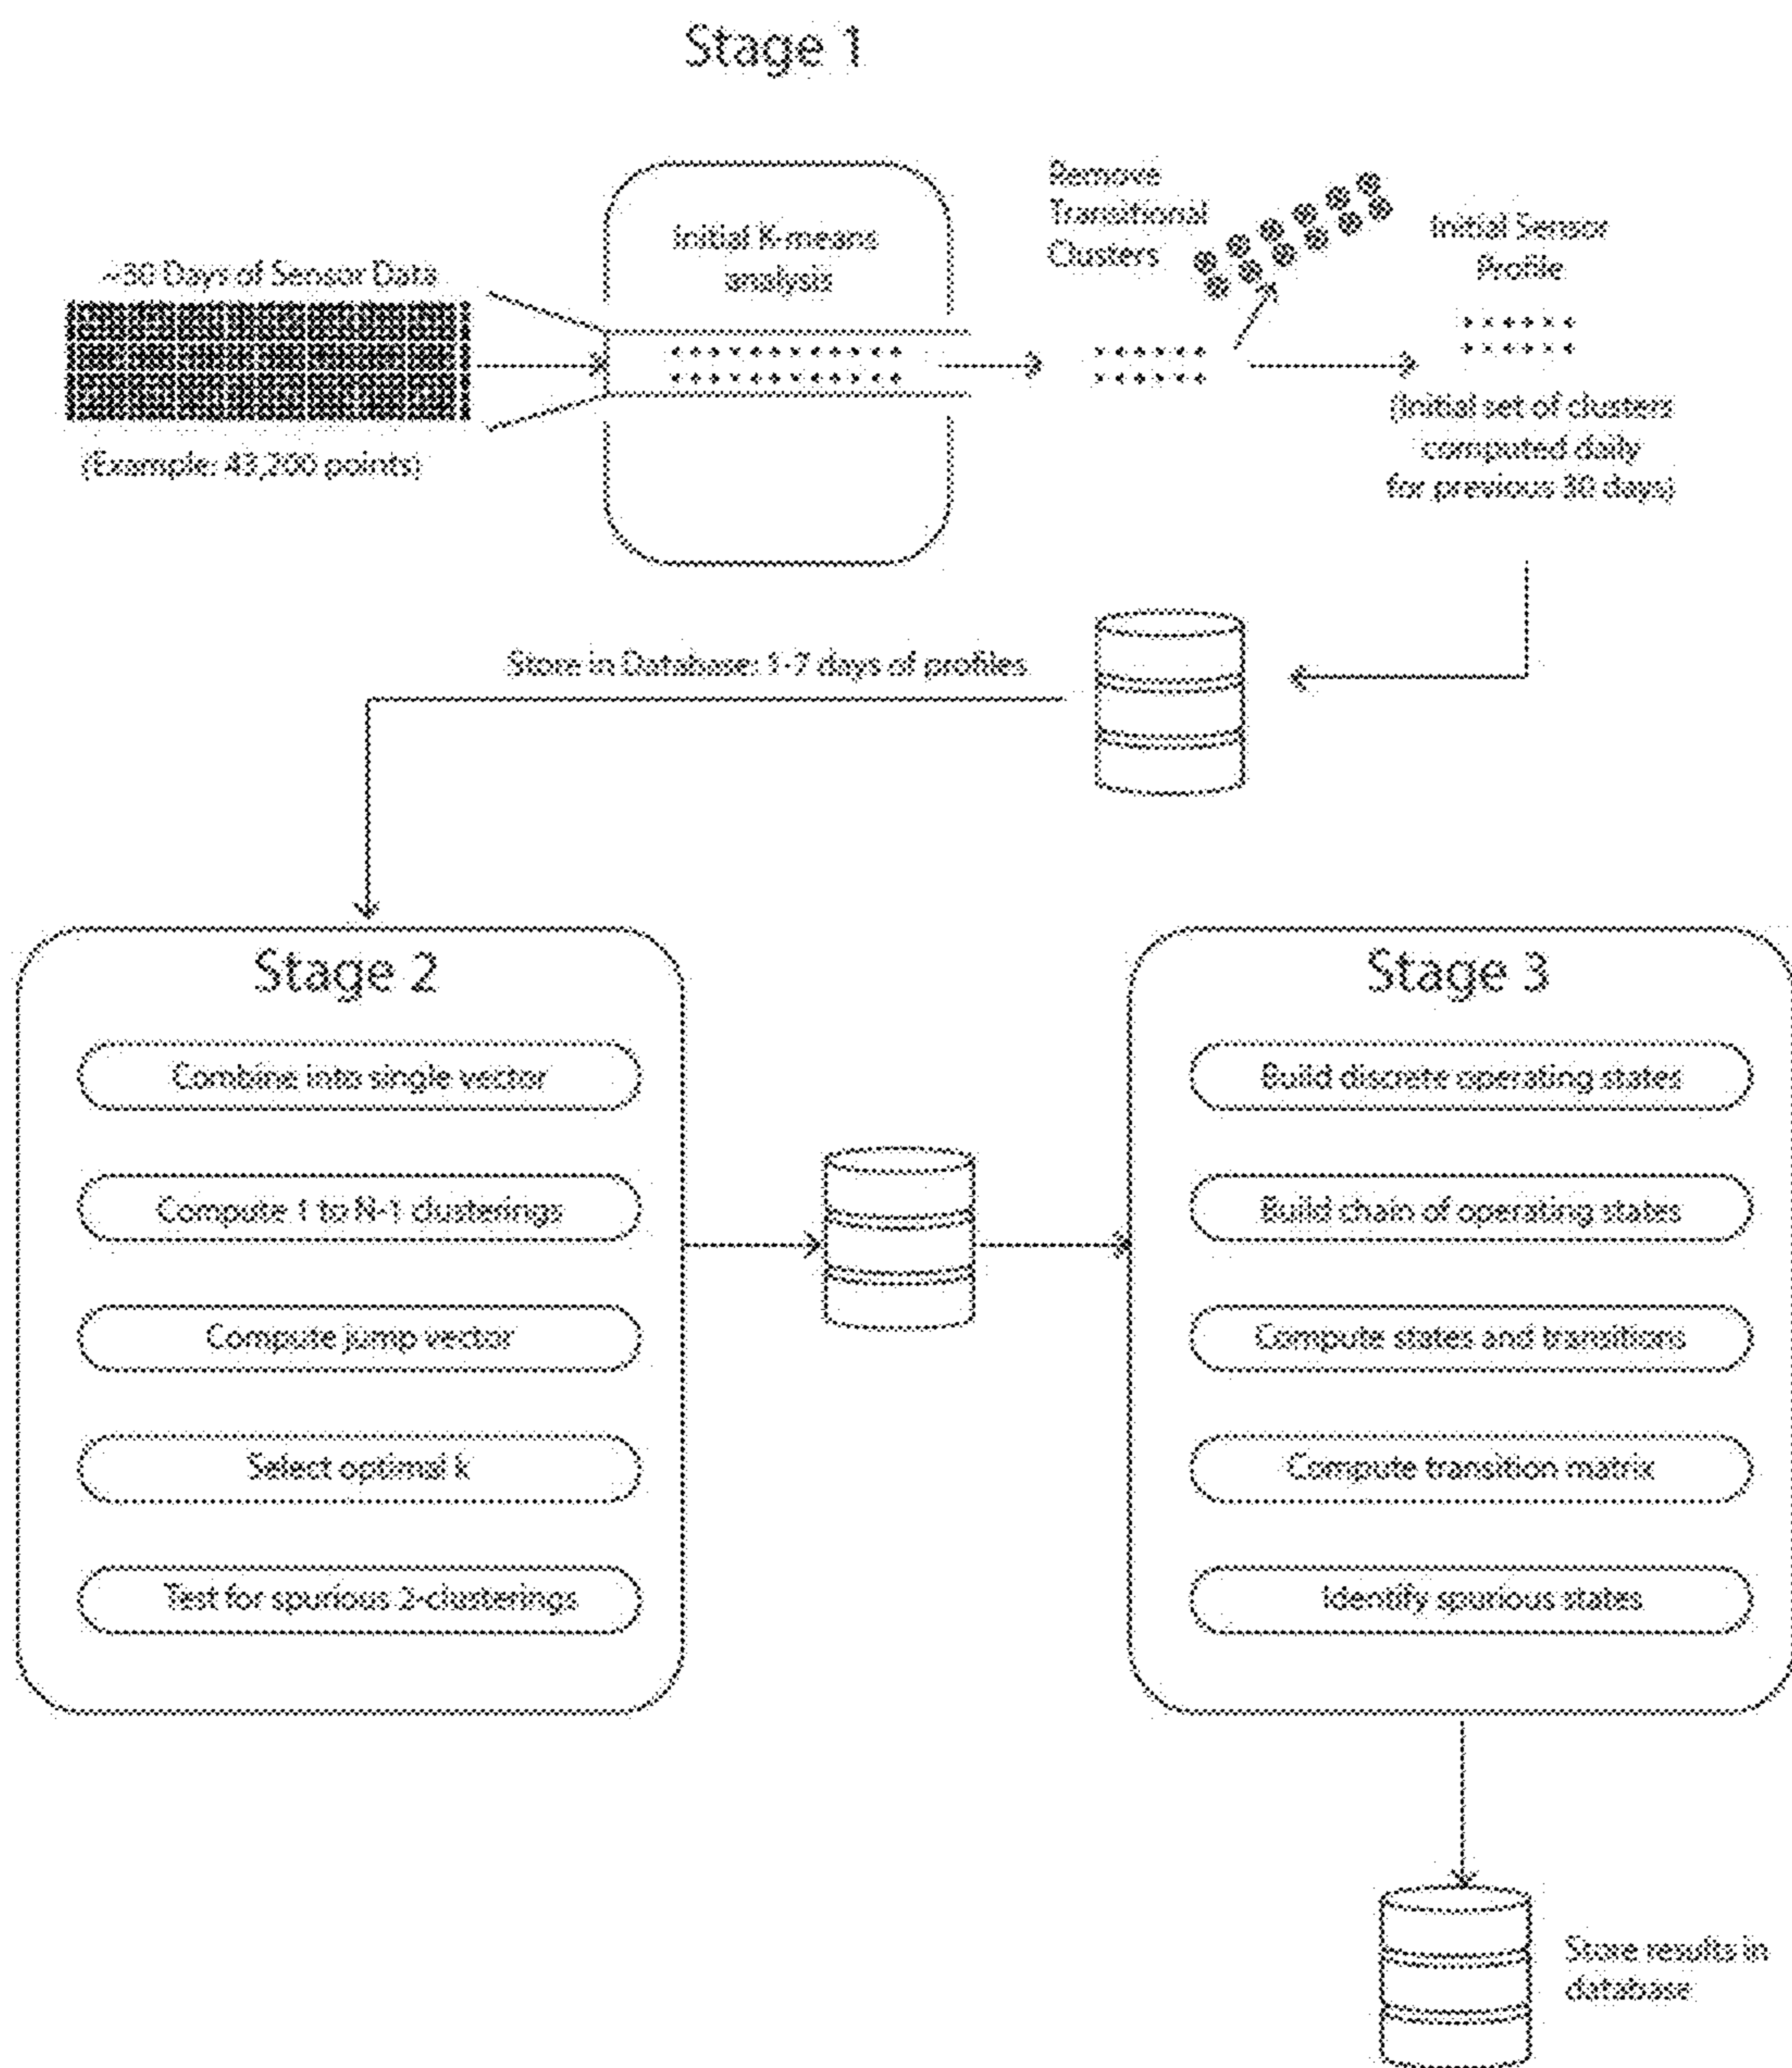 Stage 1
~30 Days of Sensor Data
(Example: 43,200 points)
Initial K-means
analysis
Remove
Transitional
Clusters
Initial Sensor
Profile
(Initial set of clusters
computed daily
for previous 30 days)
Store in Database: 1-7 days of profiles
Stage 2
Combine into single vector
Compute 1 to N-1 clusterings
Compute jump vector
Select optimal k
Test for spurious 2-clusterings
Stage 3
Build discrete operating states
Build chain of operating states
Compute states and transitions
Compute transition matrix
Identify spurious states
Store results in
database